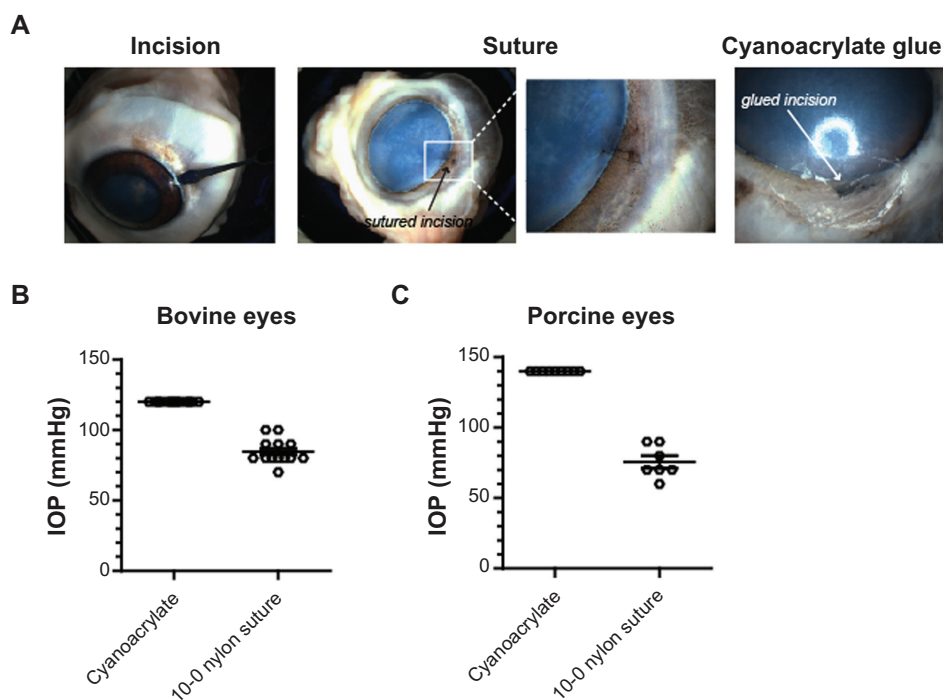 A
Incision
Suture
Cyanoacrylate glue
sutured incision
glued incision
B
Bovine eyes
IOP (mmHg)
150
100
50
0
Cyanoacrylate
10-0 nylon suture
C
Porcine eyes
IOP (mmHg)
150
100
50
0
Cyanoacrylate
10-0 nylon suture